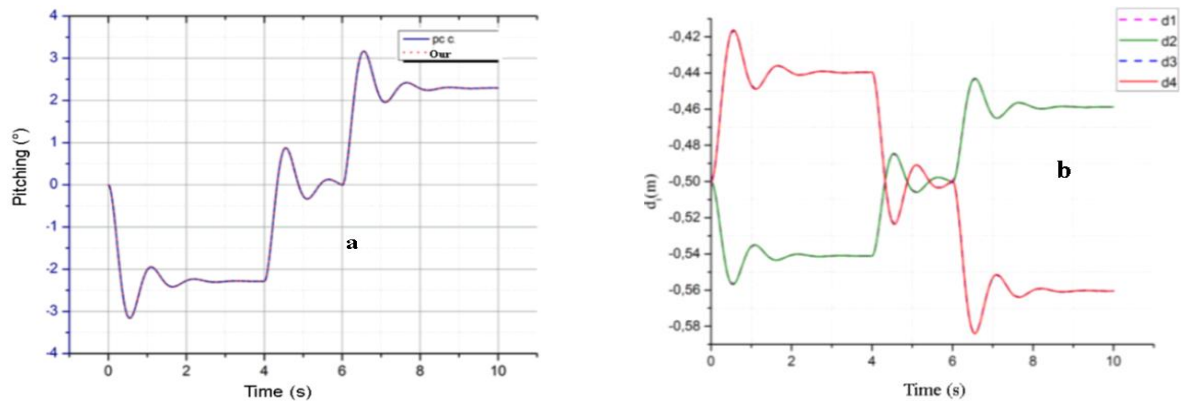 4
3
2
1
0
-1
-2
-3
-4
Pitching (°)
pc c
Our
a
0 2 4 6 8 10
Time (s)
-0,42
-0,44
-0,46
-0,48
-0,50
-0,52
-0,54
-0,56
-0,58
di(m)
d1
d2
d3
d4
b
0 2 4 6 8 10
Time (s)